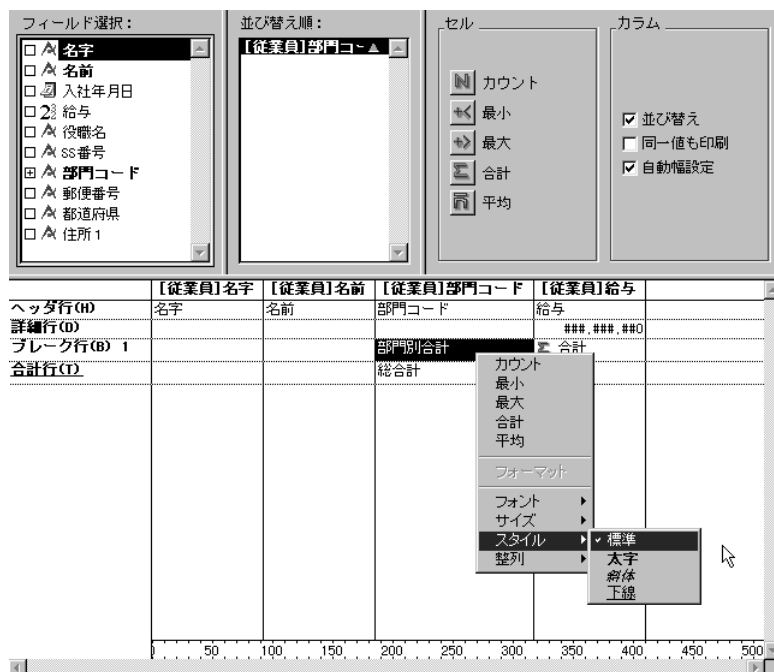 フィールド選択:
名字
名前
入社年月日
給与
役職名
SS番号
部門コード
郵便番号
都道府県
住所1
並び替え順:
[従業員]部門コー
セル
カウント
最小
最大
合計
平均
カラム
並び替え
同一値も印刷
自動幅設定
[従業員]名字 [従業員]名前 [従業員]部門コード [従業員]給与
ヘッダ行(H) 名字 名前 部門コード 給与
詳細行(D) ###,###,##0
ブレーク行(B) 1 部門別合計 Σ 合計
合計行(T) 総合計
カウント
最小
最大
合計
平均
フォーマット
フォント
サイズ
スタイル
整列
標準
太字
斜体
下線
50 100 150 200 250 300 350 400 450 500